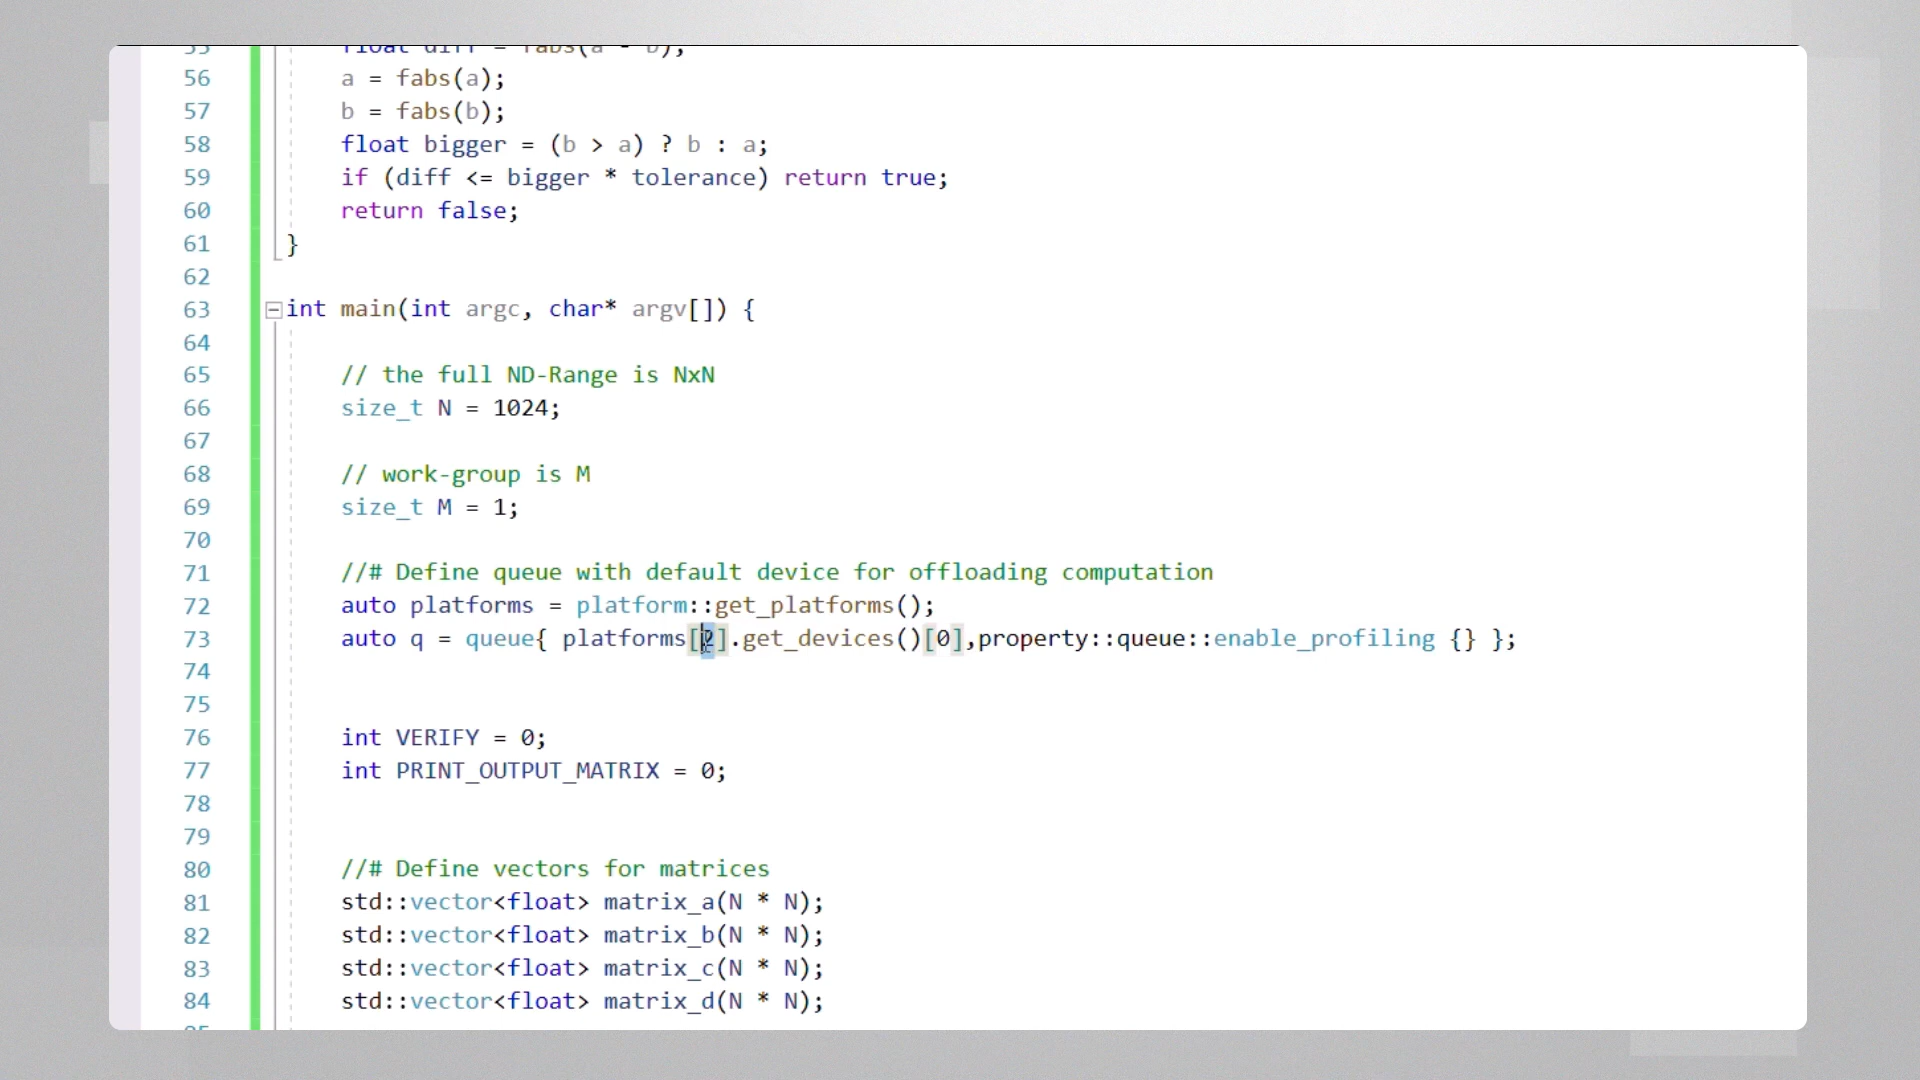 55 float diff = fabs(a - b);
56 a = fabs(a);
57 b = fabs(b);
58 float bigger = (b > a) ? b : a;
59 if (diff <= bigger * tolerance) return true;
60 return false;
61 }
62
63 int main(int argc, char* argv[]) {
64
65 // the full ND-Range is NxN
66 size_t N = 1024;
67
68 // work-group is M
69 size_t M = 1;
70
71 //# Define queue with default device for offloading computation
72 auto platforms = platform::get_platforms();
73 auto q = queue{ platforms[2].get_devices()[0],property::queue::enable_profiling {} };
74
75
76 int VERIFY = 0;
77 int PRINT_OUTPUT_MATRIX = 0;
78
79
80 //# Define vectors for matrices
81 std::vector<float> matrix_a(N * N);
82 std::vector<float> matrix_b(N * N);
83 std::vector<float> matrix_c(N * N);
84 std::vector<float> matrix_d(N * N);